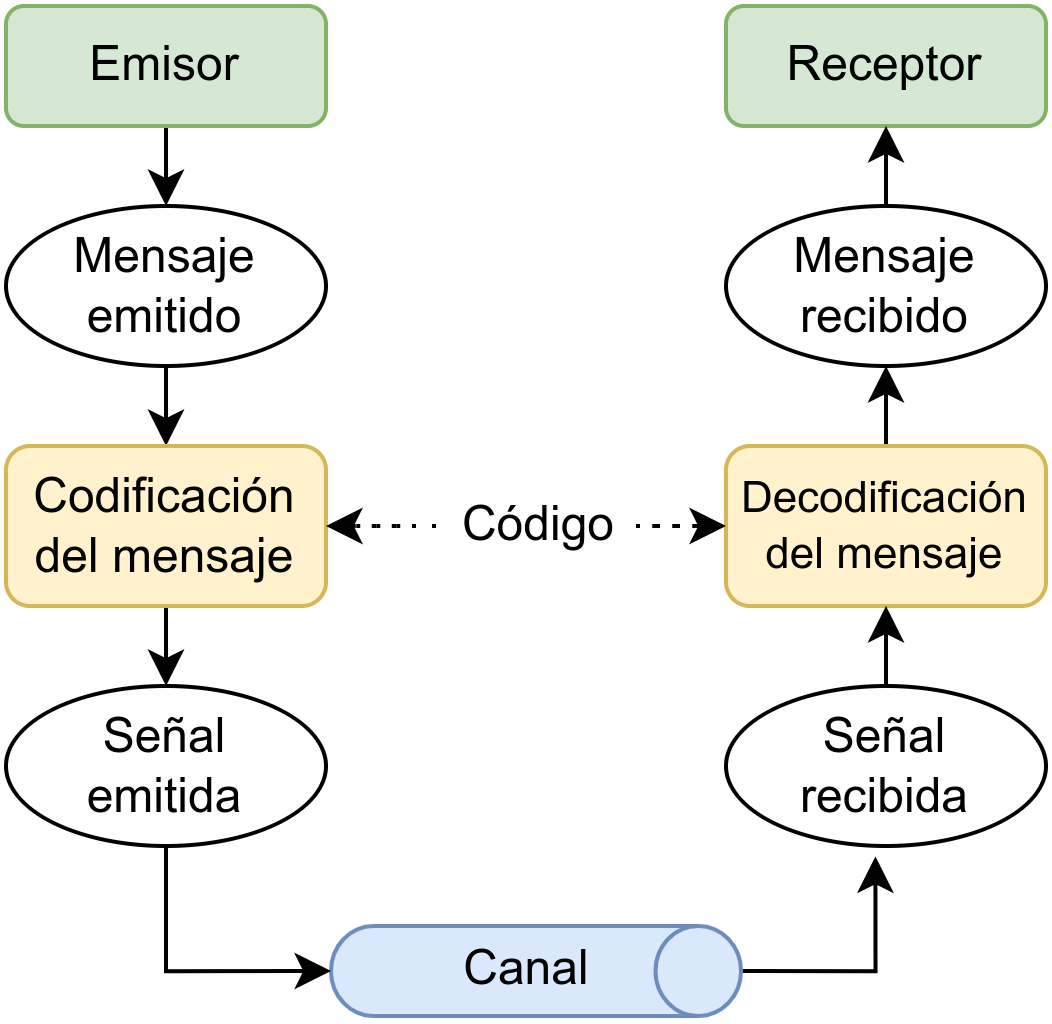 Emisor
Mensaje
emitido
Codificación
del mensaje
Señal
emitida
Código
Canal
Receptor
Mensaje
recibido
Decodificación
del mensaje
Señal
recibida